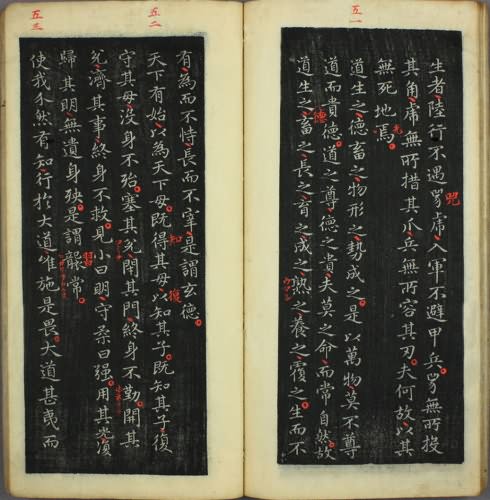 生者陸行不遇兕虎入軍不避甲兵兕無所投
其角虎無所措其爪兵無所容其刃夫何故以其
無死地焉
五一
道生之德畜之物形之勢成之是以萬物莫不尊
道而貴德道之尊德之貴夫莫之命而常自然故
道生之畜之長之育之成之熟之養之覆之生而不
有為而不恃長而不宰是謂玄德
五二
天下有始以為天下母既得其母以知其子既知其子復
守其母沒身不殆塞其兌閉其門終身不勤開其
兌濟其事終身不救見小曰明守柔曰强用其光復
歸其明無遺身殃是謂襲常
五三
使我介然有知行於大道唯施是畏大道甚夷而